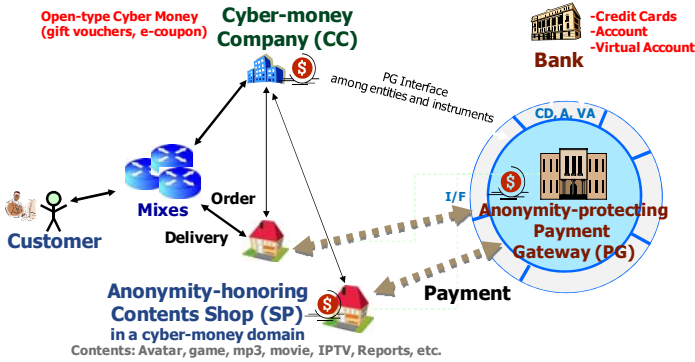 Open-type Cyber Money
(gift vouchers, e-coupon)
Cyber-money
Company (CC)
$
-Credit Cards
-Account
-Virtual Account
Bank
PG Interface
among entities and instruments
CD, A, VA
$
I/F
Anonymity-protecting
Payment
Gateway (PG)
Mixes
Order
Delivery
Customer
Payment
Anonymity-honoring
Contents Shop (SP)
$
in a cyber-money domain
Contents: Avatar, game, mp3, movie, IPTV, Reports, etc.